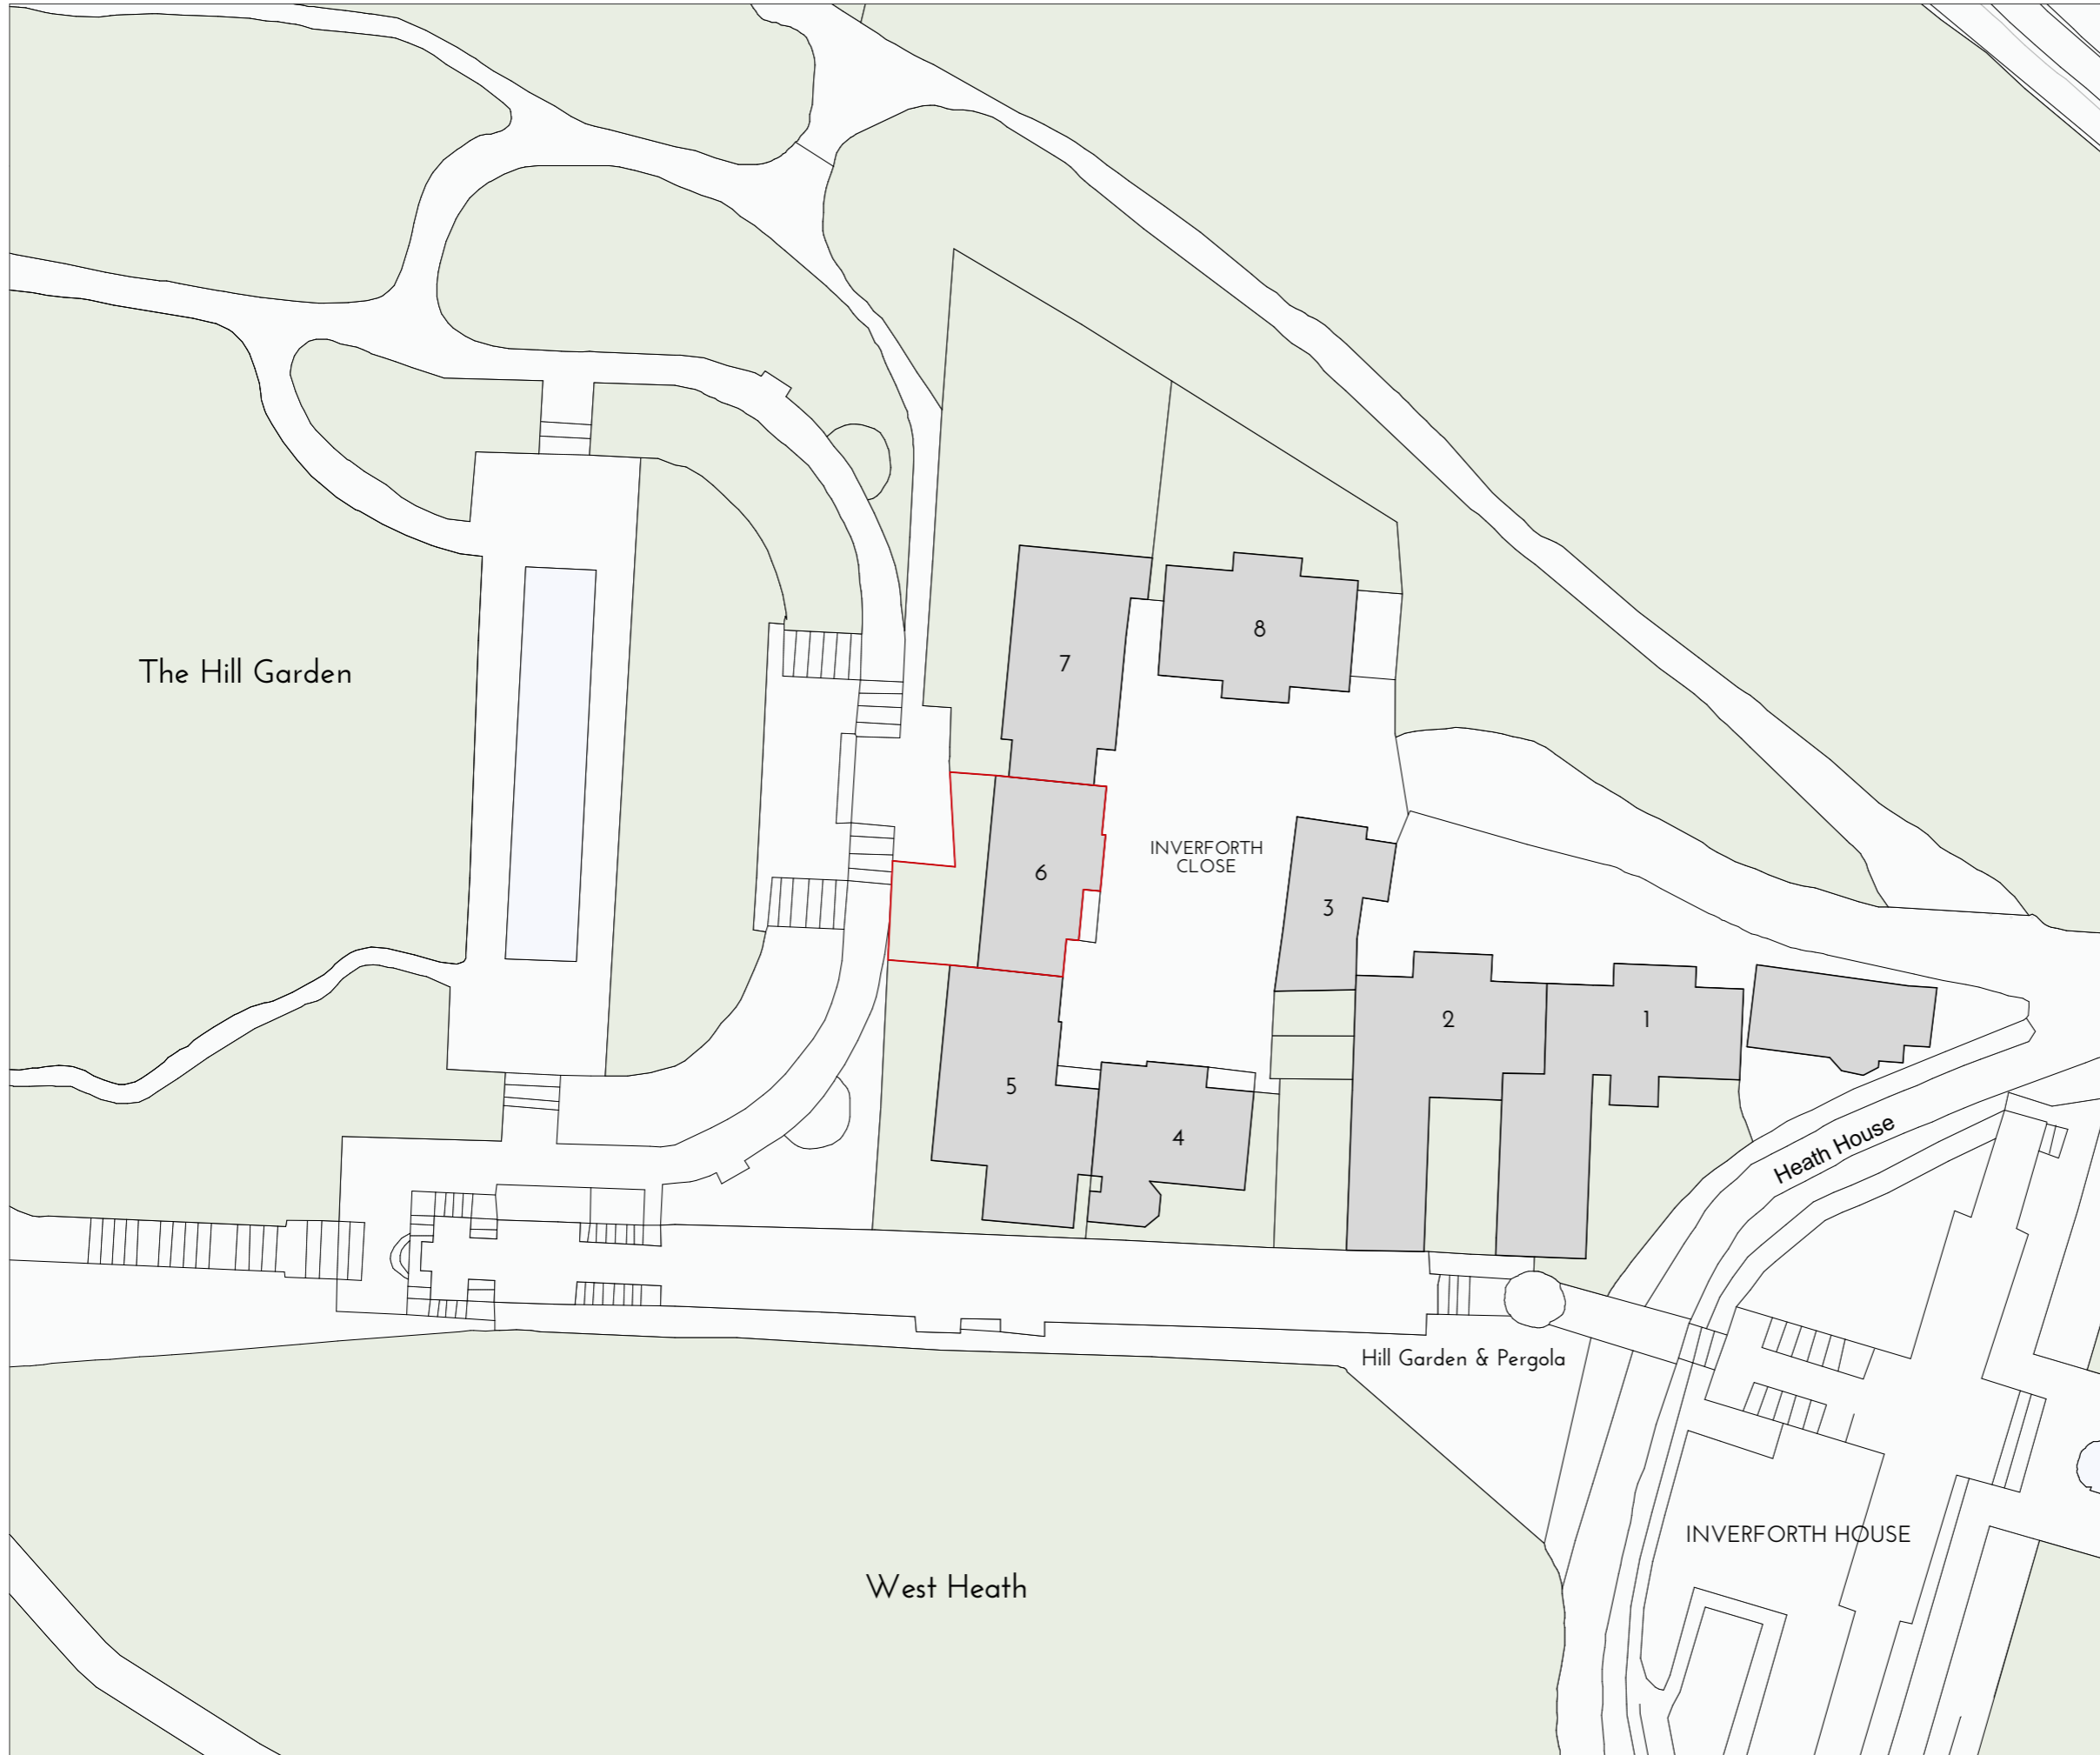 8
7
The Hill Garden
INVERFORTH
CLOSE
6
3
2
1
5
4
Heath House
Hill Garden & Pergola
INVERFORTH HOUSE
West Heath